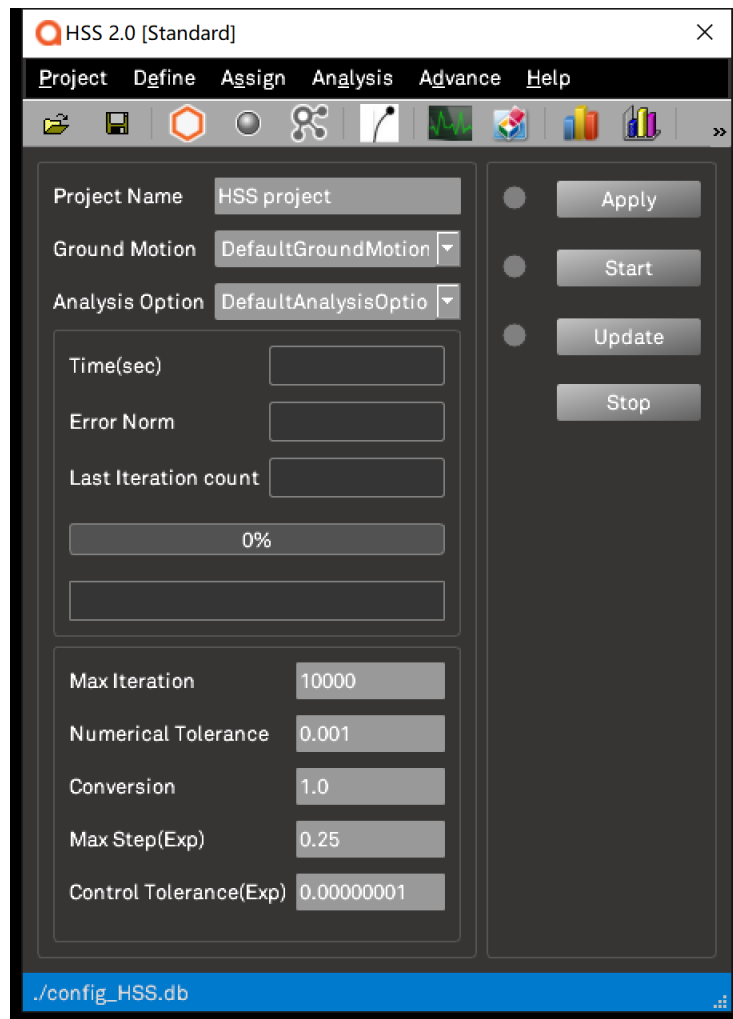 HSS 2.0 [Standard]
Project Define Assign Analysis Advance Help
»
Project Name HSS project
Ground Motion DefaultGroundMotion
Analysis Option DefaultAnalysisOptio
Time(sec)
Error Norm
Last Iteration count
0%
Max Iteration 10000
Numerical Tolerance 0.001
Conversion 1.0
Max Step(Exp) 0.25
Control Tolerance(Exp) 0.00000001
Apply
Start
Update
Stop
./config_HSS.db